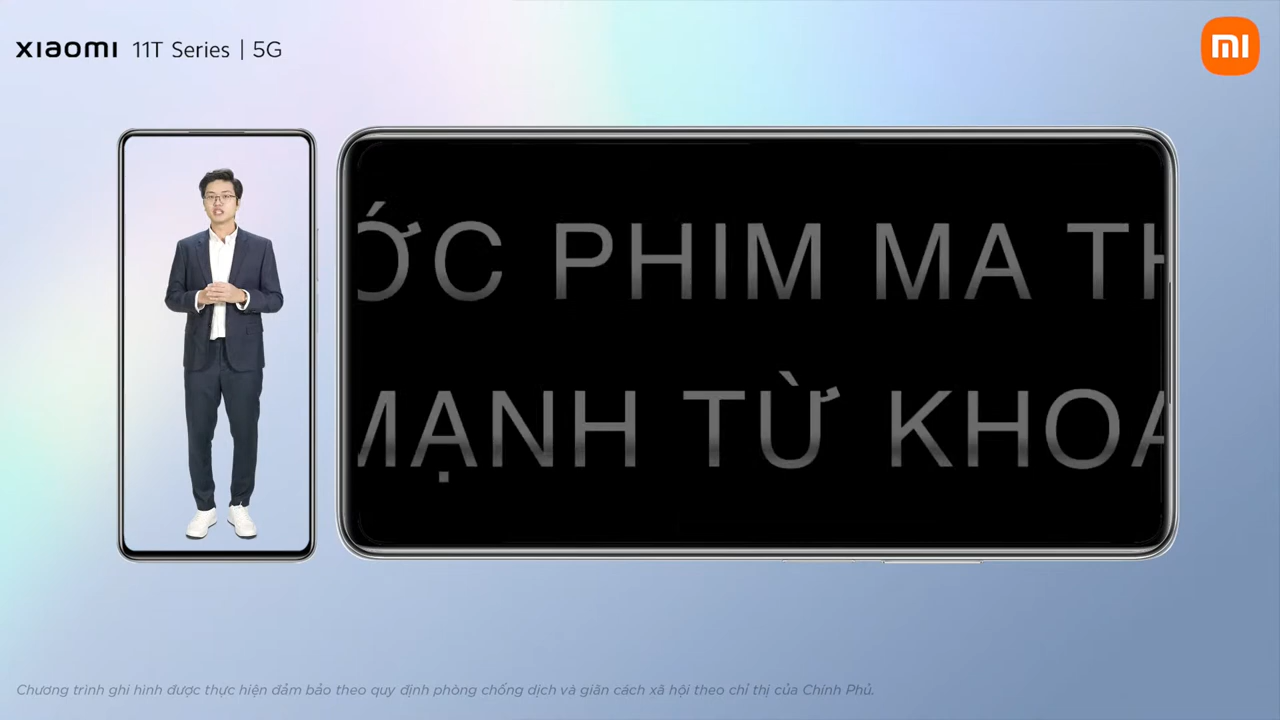 xiaomi 11T Series | 5G
mi
ỚC PHIM MA TH
MẠNH TỪ KHOA
Chương trình ghi hình được thực hiện đảm bảo theo quy định phòng chống dịch và giãn cách xã hội theo chỉ thị của Chính Phủ.